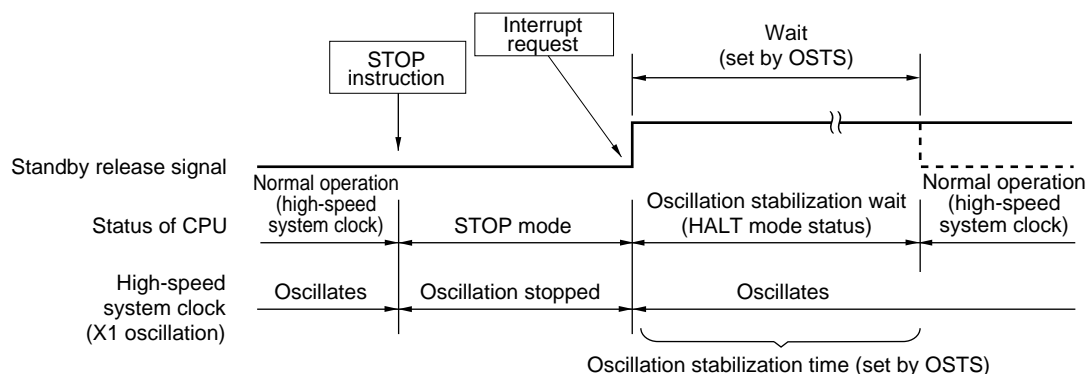 Interrupt
request
Wait
(set by OSTS)
STOP
instruction
Standby release signal
Normal operation
(high-speed
system clock)
Oscillation stabilization wait
(HALT mode status)
Normal operation
(high-speed
system clock)
Status of CPU
STOP mode
High-speed
system clock
(X1 oscillation)
Oscillates
Oscillation stopped
Oscillates
Oscillation stabilization time (set by OSTS)